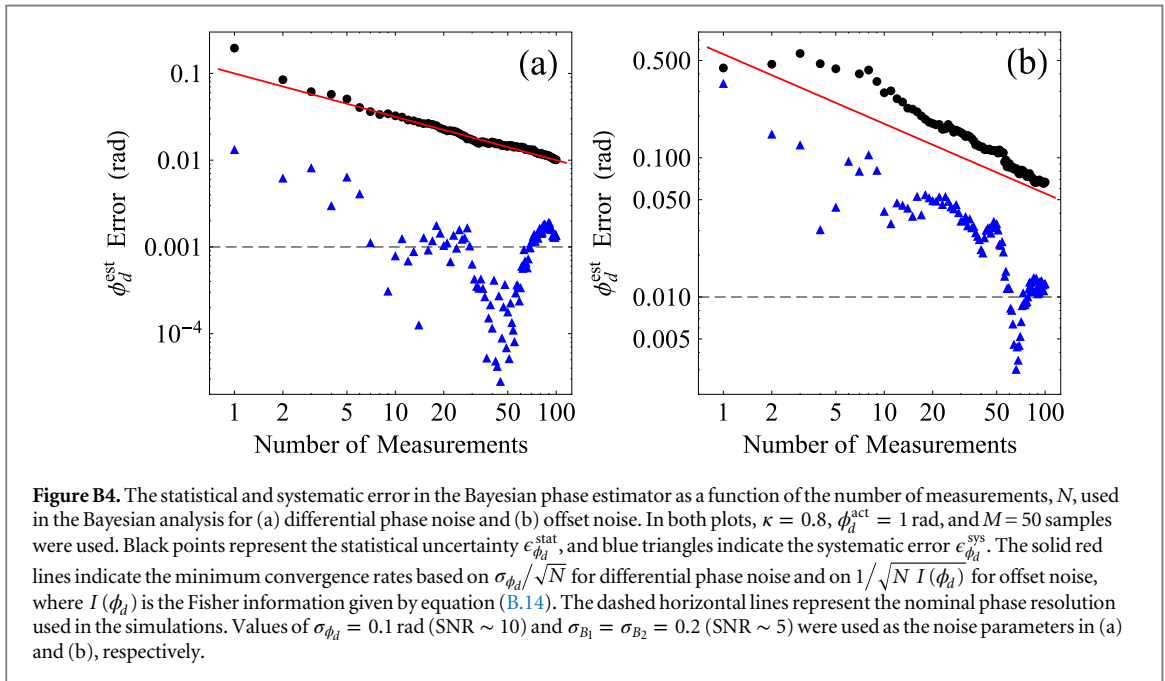 (a)
0.1
0.01
0.001
10⁻⁴
ϕ_d^est Error (rad)
1 2 5 10 20 50 100
Number of Measurements
(b)
0.500
0.100
0.050
0.010
0.005
ϕ_d^est Error (rad)
1 2 5 10 20 50 100
Number of Measurements
Figure B4. The statistical and systematic error in the Bayesian phase estimator as a function of the number of measurements, N, used
in the Bayesian analysis for (a) differential phase noise and (b) offset noise. In both plots, κ = 0.8, ϕ_d^act = 1 rad, and M = 50 samples
were used. Black points represent the statistical uncertainty ϵ_{ϕ_d}^stat, and blue triangles indicate the systematic error ϵ_{ϕ_d}^sys. The solid red
lines indicate the minimum convergence rates based on σ_{ϕ_d}/√N for differential phase noise and on 1/√(N I(ϕ_d)) for offset noise,
where I(ϕ_d) is the Fisher information given by equation (B.14). The dashed horizontal lines represent the nominal phase resolution
used in the simulations. Values of σ_{ϕ_d} = 0.1 rad (SNR ∼ 10) and σ_{B_1} = σ_{B_2} = 0.2 (SNR ∼ 5) were used as the noise parameters in (a)
and (b), respectively.